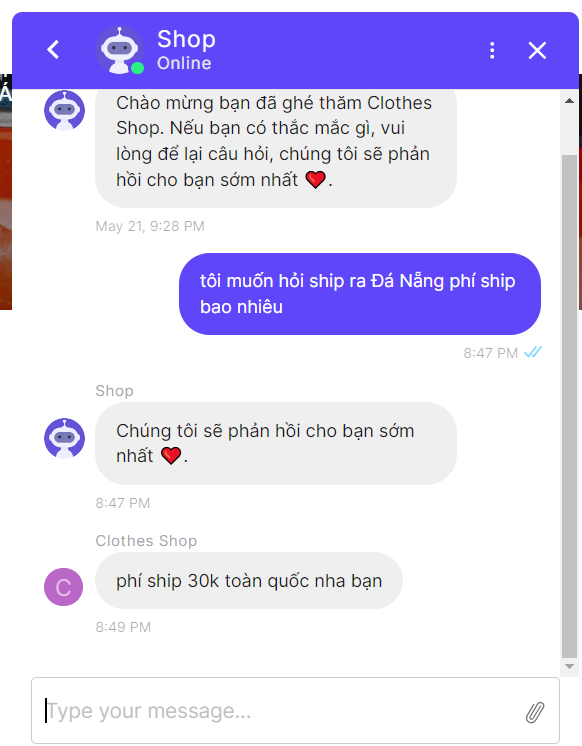 Shop
Online
Chào mừng bạn đã ghé thăm Clothes
Shop. Nếu bạn có thắc mắc gì, vui
lòng để lại câu hỏi, chúng tôi sẽ phản
hồi cho bạn sớm nhất ❤.
May 21, 9:28 PM
tôi muốn hỏi ship ra Đá Nẵng phí ship
bao nhiêu
8:47 PM
Shop
Chúng tôi sẽ phản hồi cho bạn sớm
nhất ❤.
8:47 PM
Clothes Shop
C
phí ship 30k toàn quốc nha bạn
8:49 PM
Type your message...